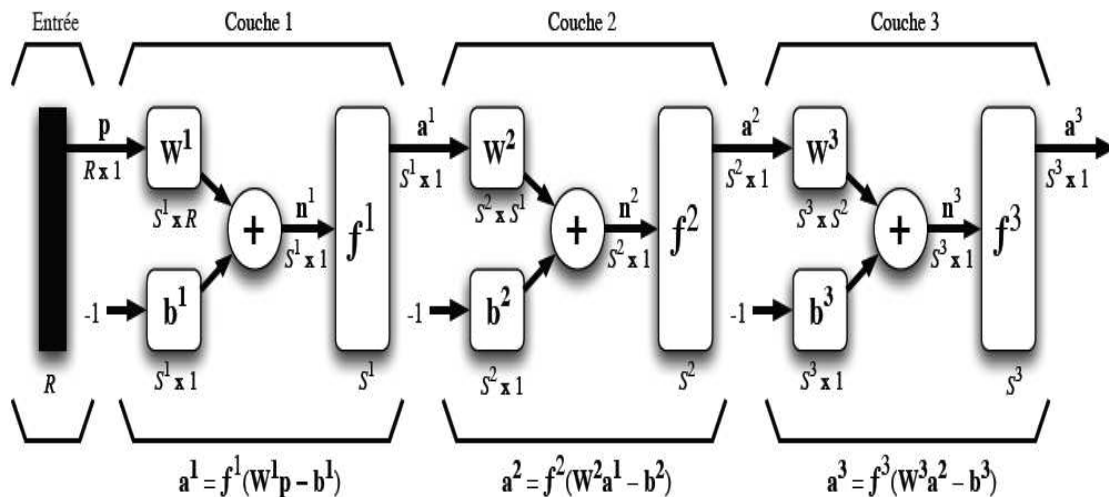 Entrée Couche 1 Couche 2 Couche 3
p a¹ a² a³
W¹ W² W³
R x 1 S¹ x 1 S² x 1 S³ x 1
S¹ x R n¹ S² x S¹ n² S³ x S² n³
+ f¹ + f² + f³
S¹ x 1 S² x 1 S³ x 1
-1 b¹ -1 b² -1 b³
R S¹ x 1 S¹ S² x 1 S² S³ x 1 S³
a¹ = f¹(W¹p – b¹) a² = f²(W²a¹ – b²) a³ = f³(W³a² – b³)